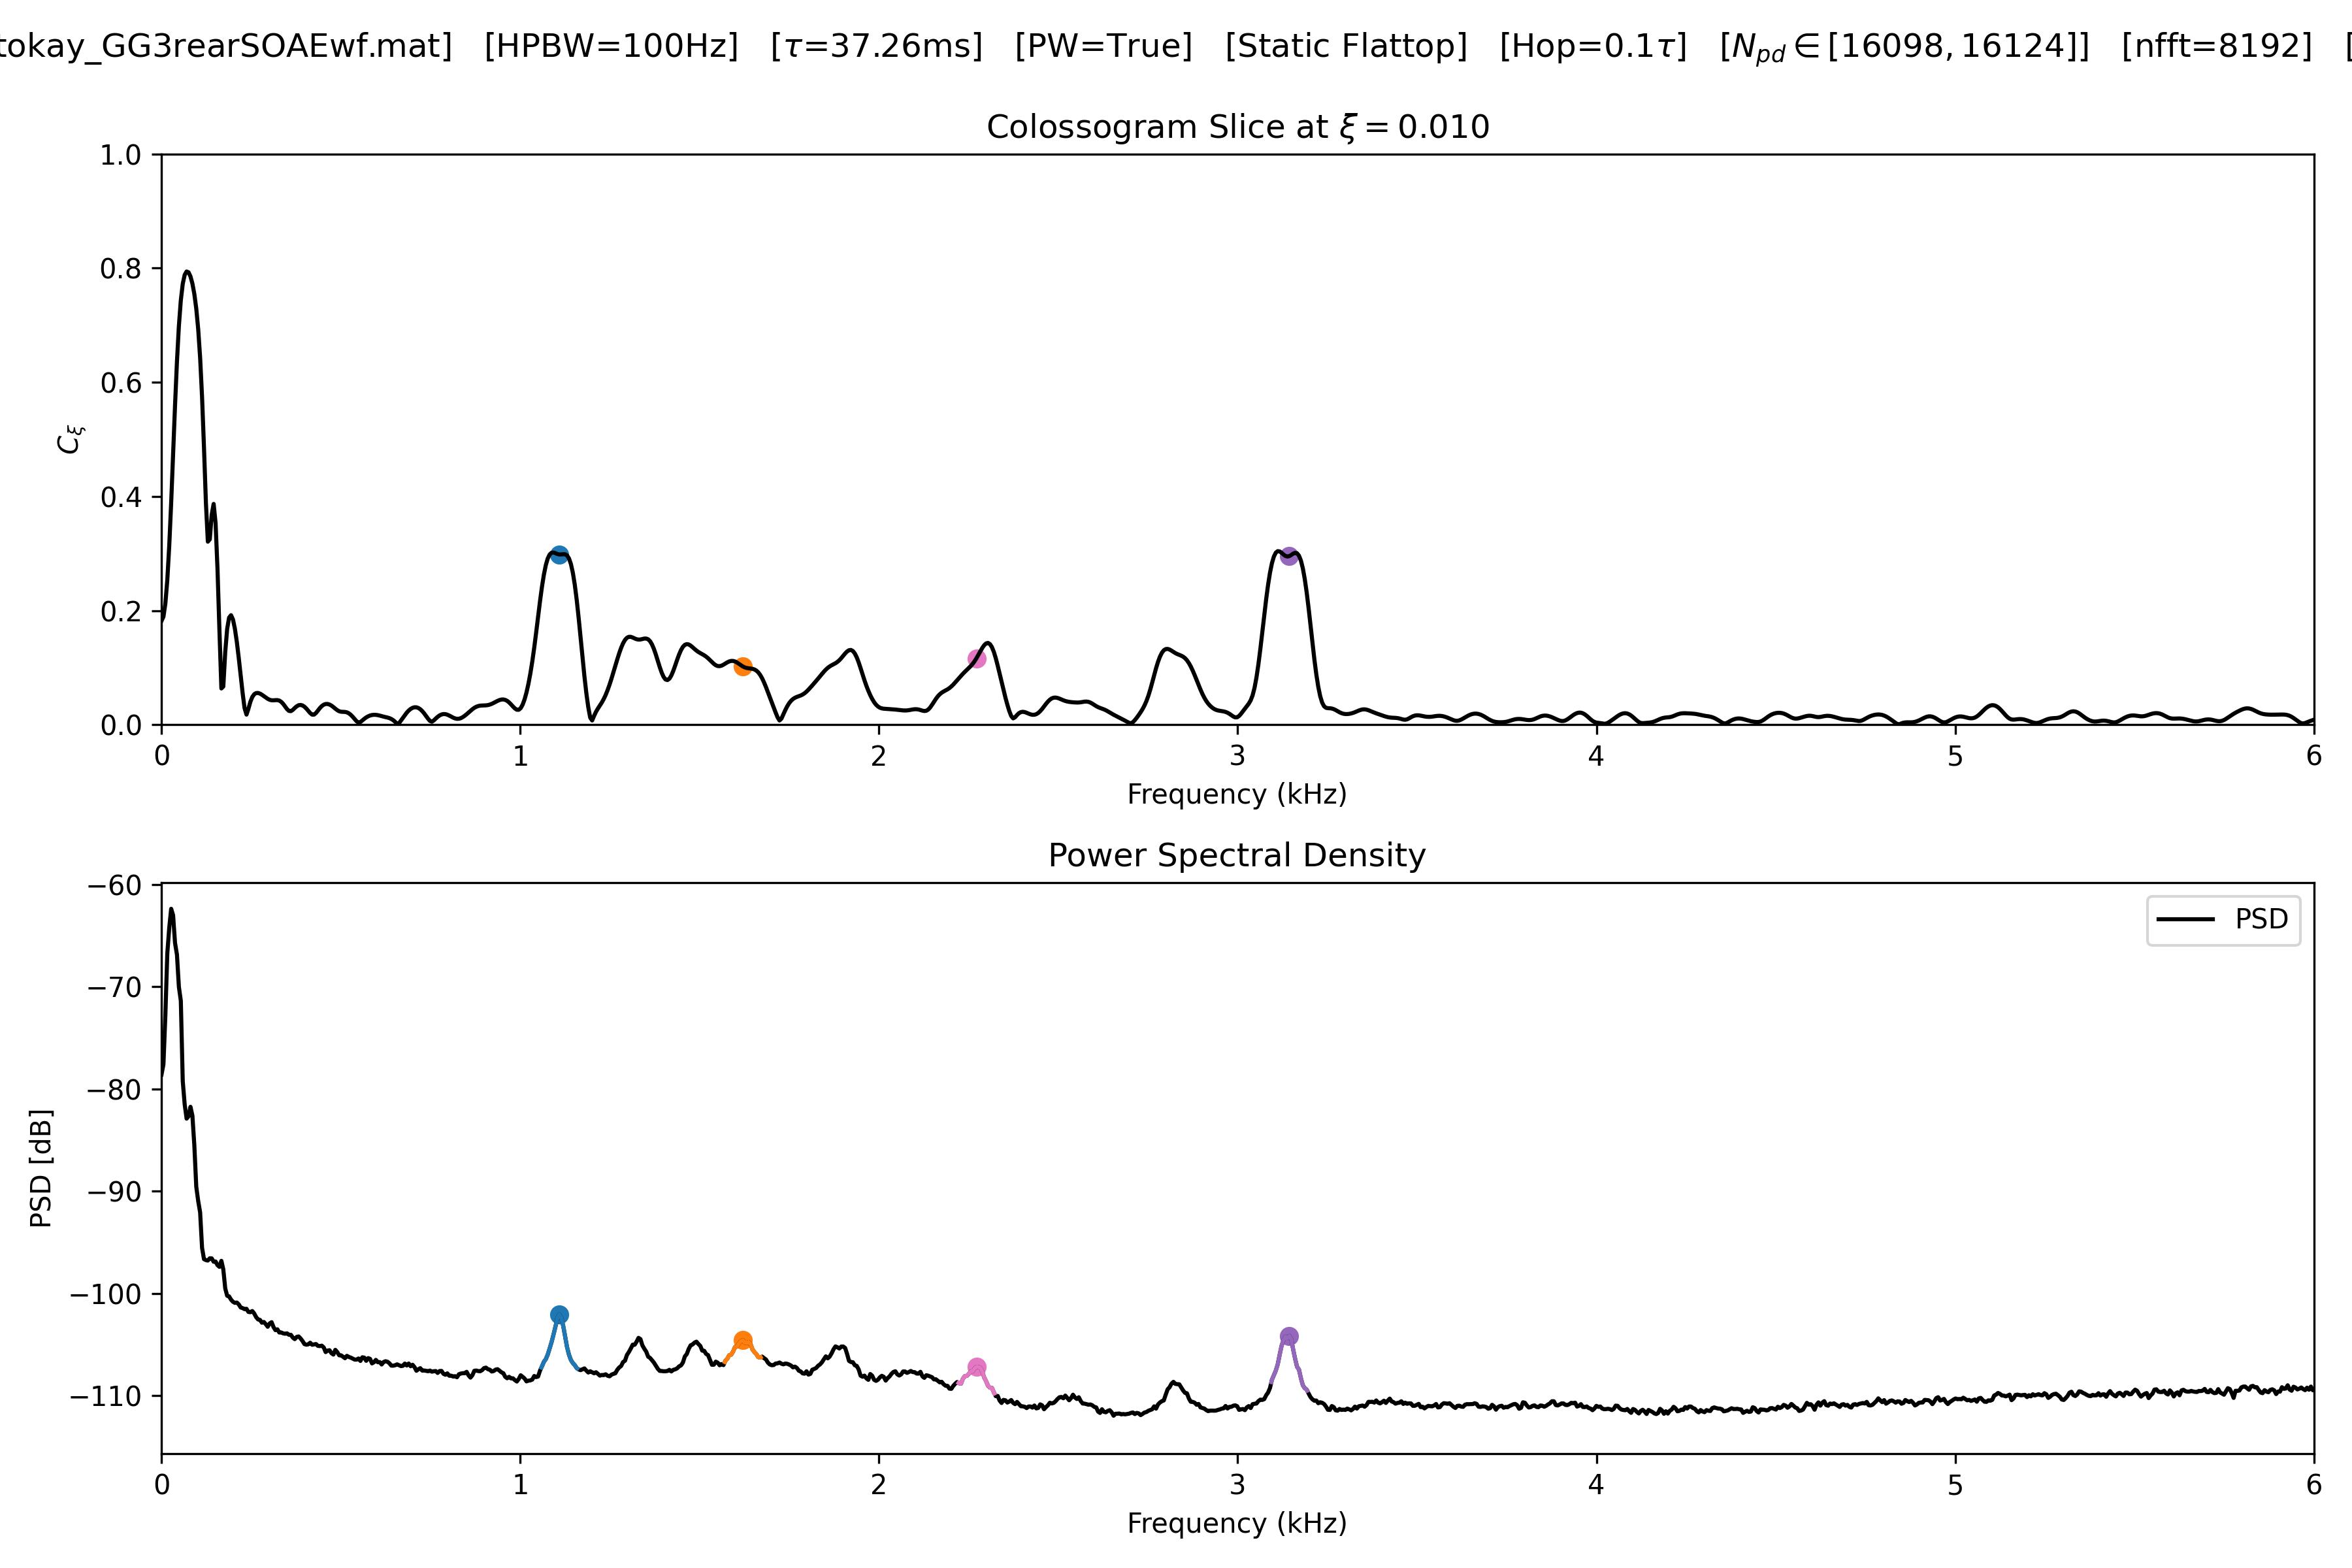 tokay_GG3rearSOAEwf.mat] [HPBW=100Hz] [τ=37.26ms] [PW=True] [Static Flattop] [Hop=0.1τ] [N_pd ∈ [16098, 16124]] [nfft=8192] [
Colossogram Slice at ξ = 0.010
1.0
0.8
0.6
0.4
0.2
0.0
C_ξ
0 1 2 3 4 5 6
Frequency (kHz)
Power Spectral Density
−60
−70
−80
−90
−100
−110
PSD [dB]
PSD
0 1 2 3 4 5 6
Frequency (kHz)